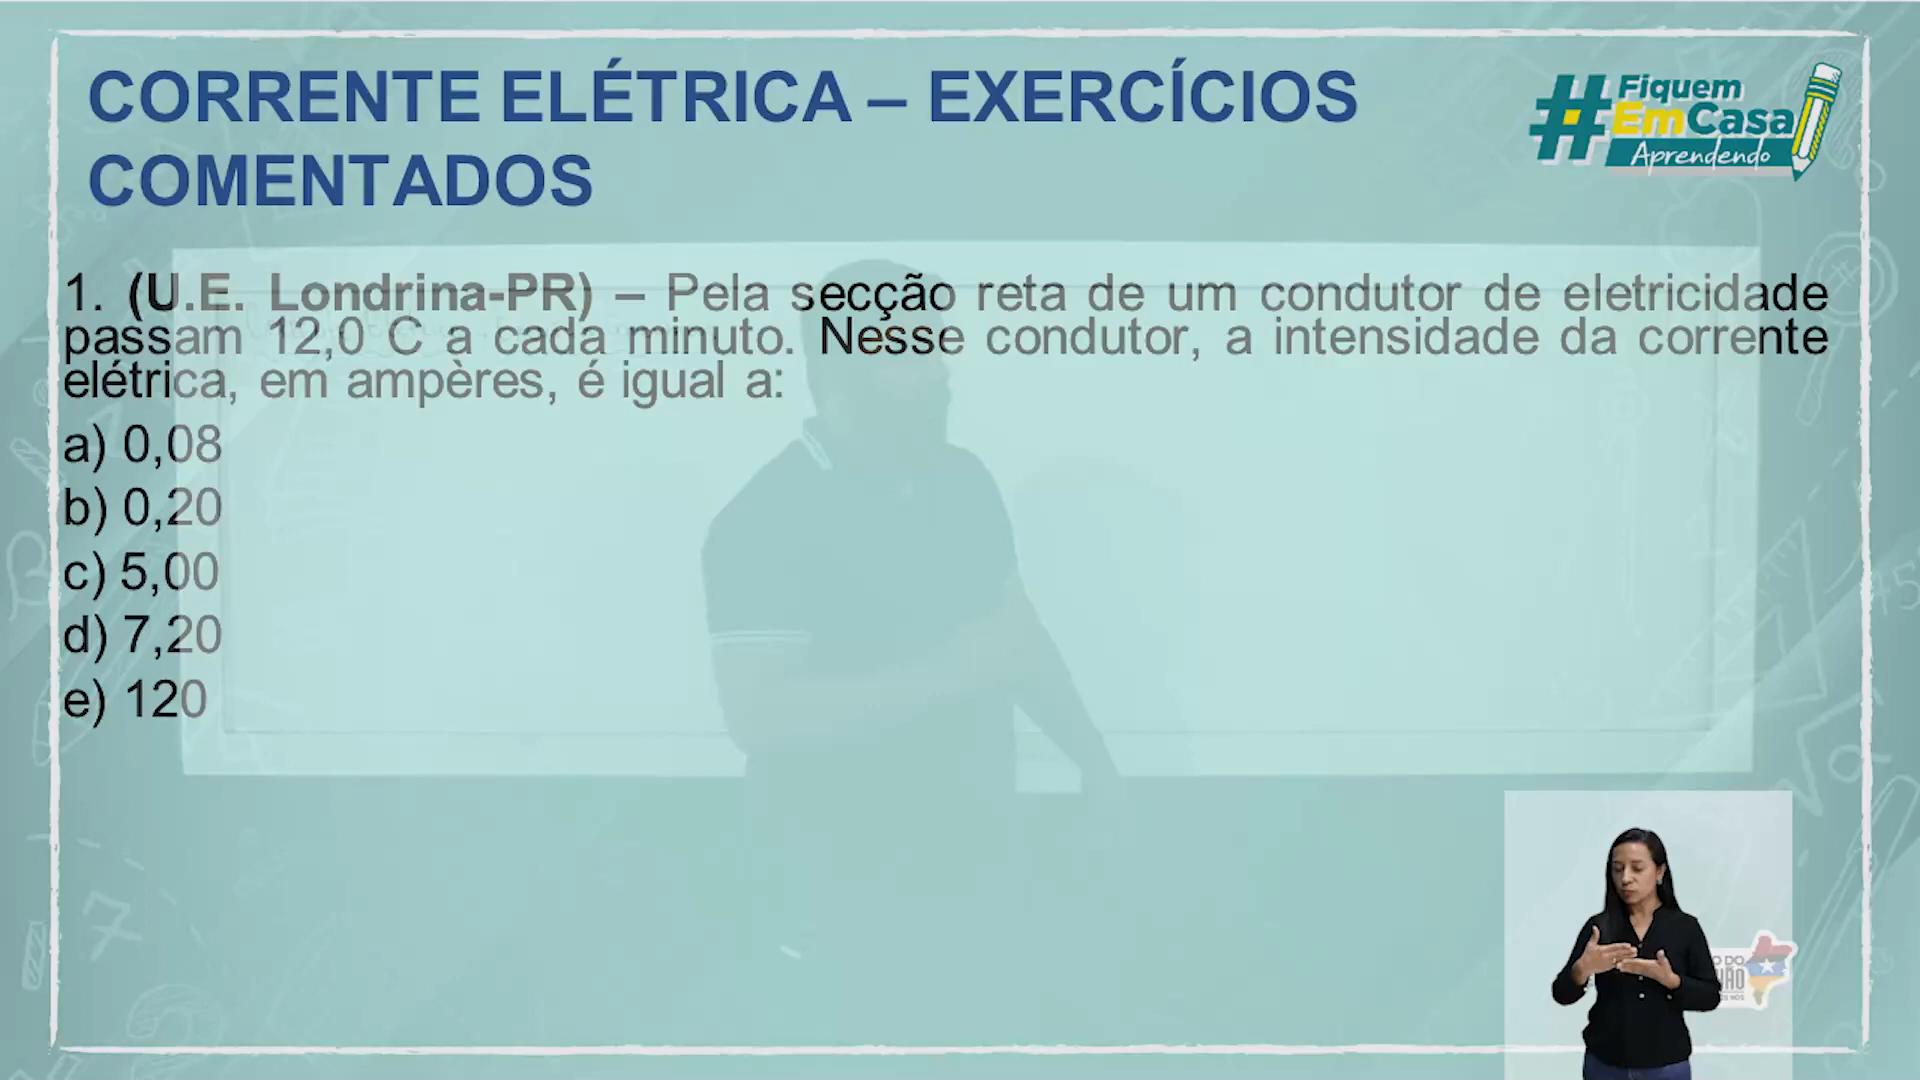 CORRENTE ELÉTRICA – EXERCÍCIOS
COMENTADOS
#Fiquem
EmCasa
Aprendendo
1. (U.E. Londrina-PR) – Pela secção reta de um condutor de eletricidade
passam 12,0 C a cada minuto. Nesse condutor, a intensidade da corrente
elétrica, em ampères, é igual a:
a) 0,08
b) 0,20
c) 5,00
d) 7,20
e) 120
O DO